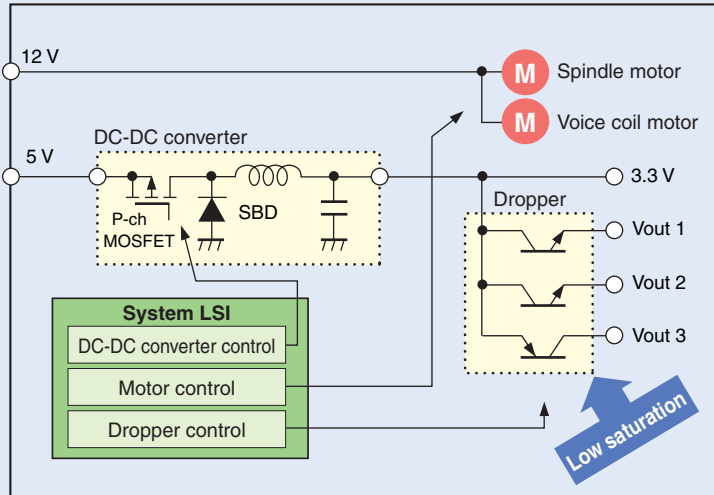 12 V
M
Spindle motor
M
Voice coil motor
DC-DC converter
5 V
3.3 V
P-ch
MOSFET
SBD
Dropper
Vout 1
Vout 2
Vout 3
System LSI
DC-DC converter control
Motor control
Dropper control
Low saturation